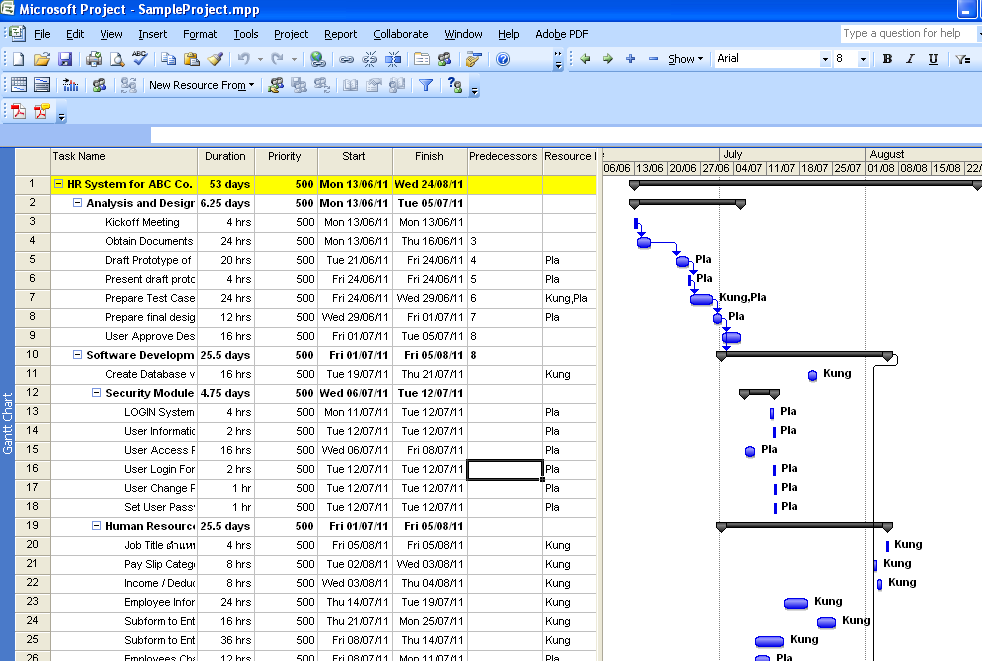 Microsoft Project - SampleProject.mpp
File Edit View Insert Format Tools Project Report Collaborate Window Help Adobe PDF Type a question for help
Show Arial 8 B I U
New Resource From
Task Name Duration Priority Start Finish Predecessors Resource
July August
06/06 13/06 20/06 27/06 04/07 11/07 18/07 25/07 01/08 08/08 15/08 22/
1 HR System for ABC Co. 53 days 500 Mon 13/06/11 Wed 24/08/11
2 Analysis and Design 6.25 days 500 Mon 13/06/11 Tue 05/07/11
3 Kickoff Meeting 4 hrs 500 Mon 13/06/11 Mon 13/06/11
4 Obtain Documents 24 hrs 500 Mon 13/06/11 Thu 16/06/11 3
5 Draft Prototype of 20 hrs 500 Tue 21/06/11 Fri 24/06/11 4 Pla Pla
6 Present draft proto 4 hrs 500 Fri 24/06/11 Fri 24/06/11 5 Pla Pla
7 Prepare Test Case 24 hrs 500 Fri 24/06/11 Wed 29/06/11 6 Kung,Pla Kung,Pla
8 Prepare final desig 12 hrs 500 Wed 29/06/11 Fri 01/07/11 7 Pla Pla
9 User Approve Des 16 hrs 500 Fri 01/07/11 Tue 05/07/11 8
10 Software Developm 25.5 days 500 Fri 01/07/11 Fri 05/08/11 8
11 Create Database v 16 hrs 500 Tue 19/07/11 Thu 21/07/11 Kung Kung
12 Security Module 4.75 days 500 Wed 06/07/11 Tue 12/07/11
13 LOGIN System 4 hrs 500 Mon 11/07/11 Tue 12/07/11 Pla Pla
14 User Informatic 2 hrs 500 Tue 12/07/11 Tue 12/07/11 Pla Pla
15 User Access F 16 hrs 500 Wed 06/07/11 Fri 08/07/11 Pla Pla
16 User Login For 2 hrs 500 Tue 12/07/11 Tue 12/07/11 Pla Pla
17 User Change F 1 hr 500 Tue 12/07/11 Tue 12/07/11 Pla Pla
18 Set User Pass 1 hr 500 Tue 12/07/11 Tue 12/07/11 Pla Pla
19 Human Resource 25.5 days 500 Fri 01/07/11 Fri 05/08/11
20 Job Title ตำแหน 4 hrs 500 Fri 05/08/11 Fri 05/08/11 Kung Kung
21 Pay Slip Categ 8 hrs 500 Tue 02/08/11 Wed 03/08/11 Kung Kung
22 Income / Deduc 8 hrs 500 Wed 03/08/11 Thu 04/08/11 Kung Kung
23 Employee Infor 24 hrs 500 Thu 14/07/11 Tue 19/07/11 Kung Kung
24 Subform to Ent 16 hrs 500 Thu 21/07/11 Mon 25/07/11 Kung Kung
25 Subform to Ent 36 hrs 500 Fri 08/07/11 Thu 14/07/11 Kung Kung
26 Employees Cha 12 hrs 500 Fri 08/07/11 Mon 11/07/11 Pla Pla
Gantt Chart